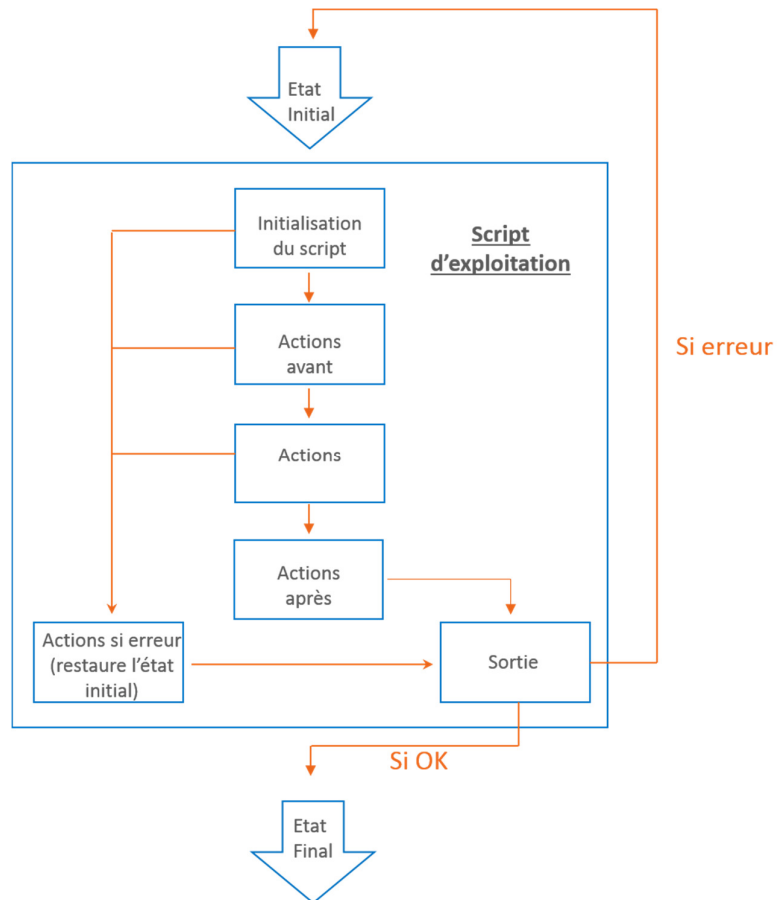 Etat
Initial
Initialisation
du script
Script
d’exploitation
Actions
avant
Si erreur
Actions
Actions
après
Actions si erreur
(restaure l’état
initial)
Sortie
Si OK
Etat
Final